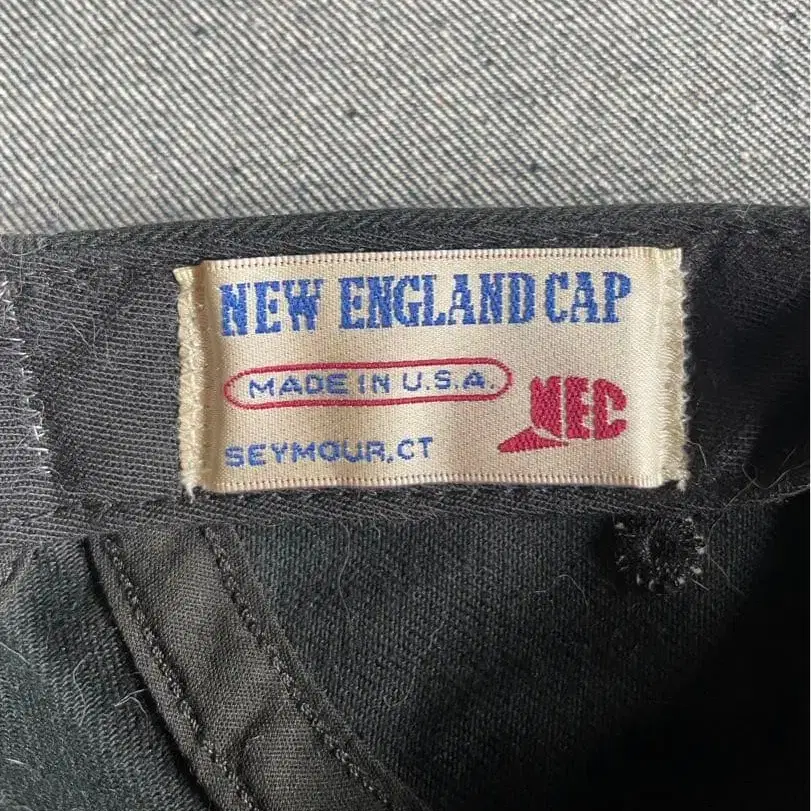 NEW ENGLAND CAP
MADE IN U.S.A.
NEC
SEYMOUR, CT